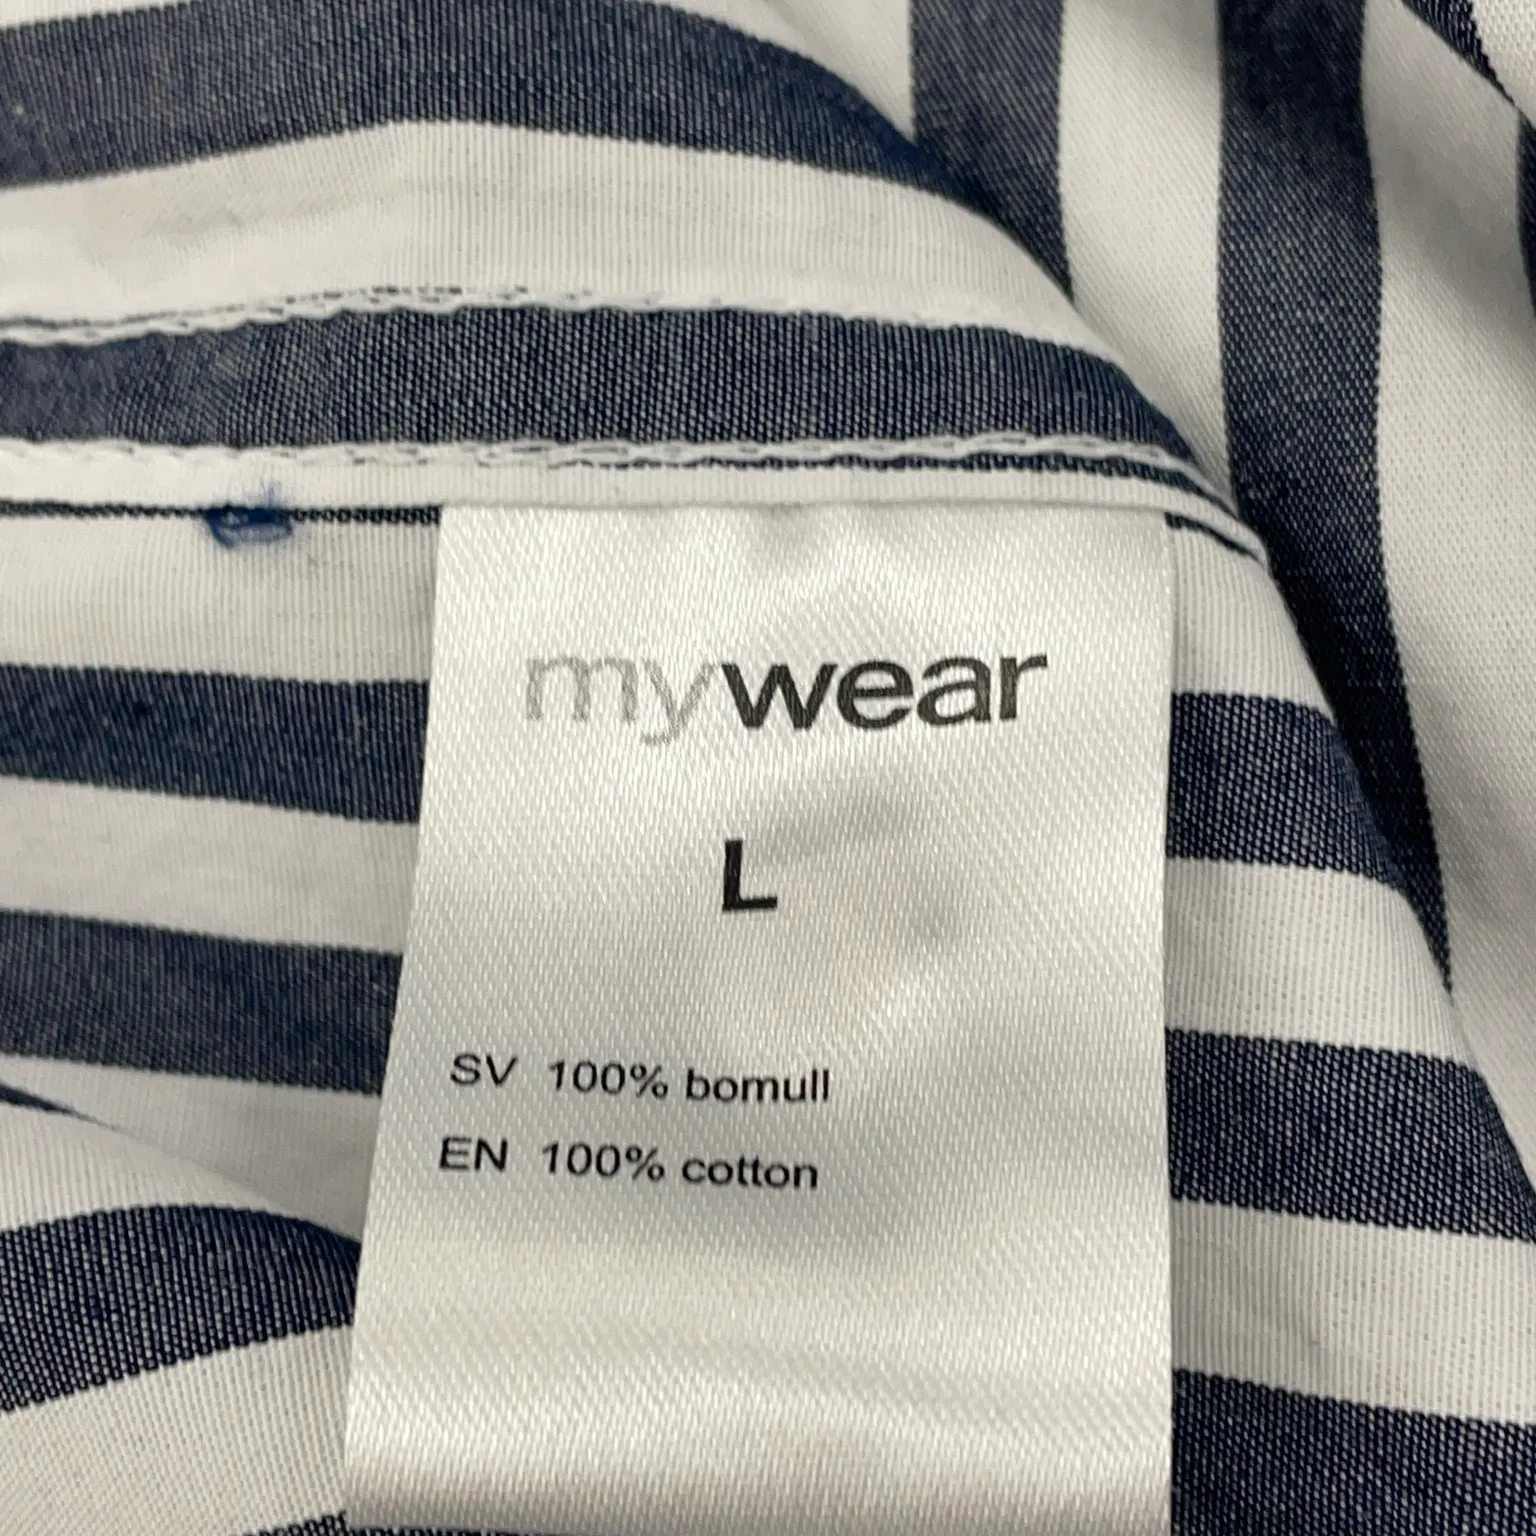 mywear
L
SV 100% bomull
EN 100% cotton